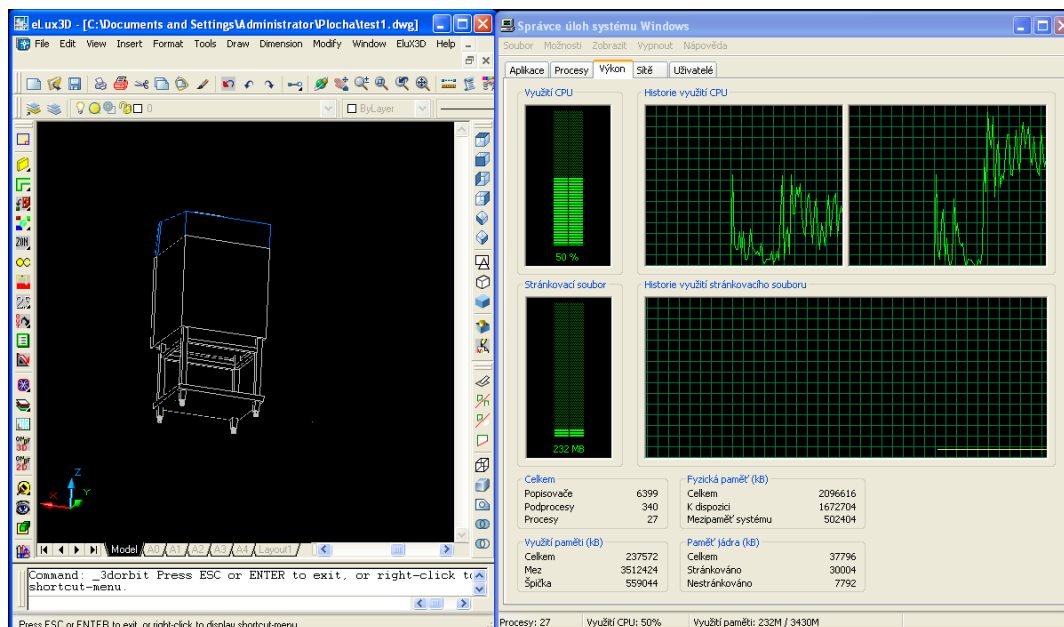 eLux3D - [C:\Documents and Settings\Administrator\Plocha\test1.dwg]
File Edit View Insert Format Tools Draw Dimension Modify Window EluX3D Help
0
ByLayer
ZON
3D
2D
X
Y
Z
Model A0 A1 A2 A3 A4 Layout1
Command: _3dorbit Press ESC or ENTER to exit, or right-click to
shortcut-menu.
Press ESC or ENTER to exit, or right-click to display shortcut-menu
Správce úloh systému Windows
Soubor Možnosti Zobrazit Vypnout Nápověda
Aplikace Procesy Výkon Sítě Uživatelé
Využití CPU
50 %
Historie využití CPU
Stránkovací soubor
232 MB
Historie využití stránkovacího souboru
Celkem
Popisovače 6399
Podprocesy 340
Procesy 27
Fyzická paměť (kB)
Celkem 2096616
K dispozici 1672704
Mezipaměť systému 502404
Využití paměti (kB)
Celkem 237572
Mez 3512424
Špička 559044
Paměť jádra (kB)
Celkem 37796
Stránkováno 30004
Nestránkováno 7792
Procesy: 27 Využití CPU: 50% Využití paměti: 232M / 3430M